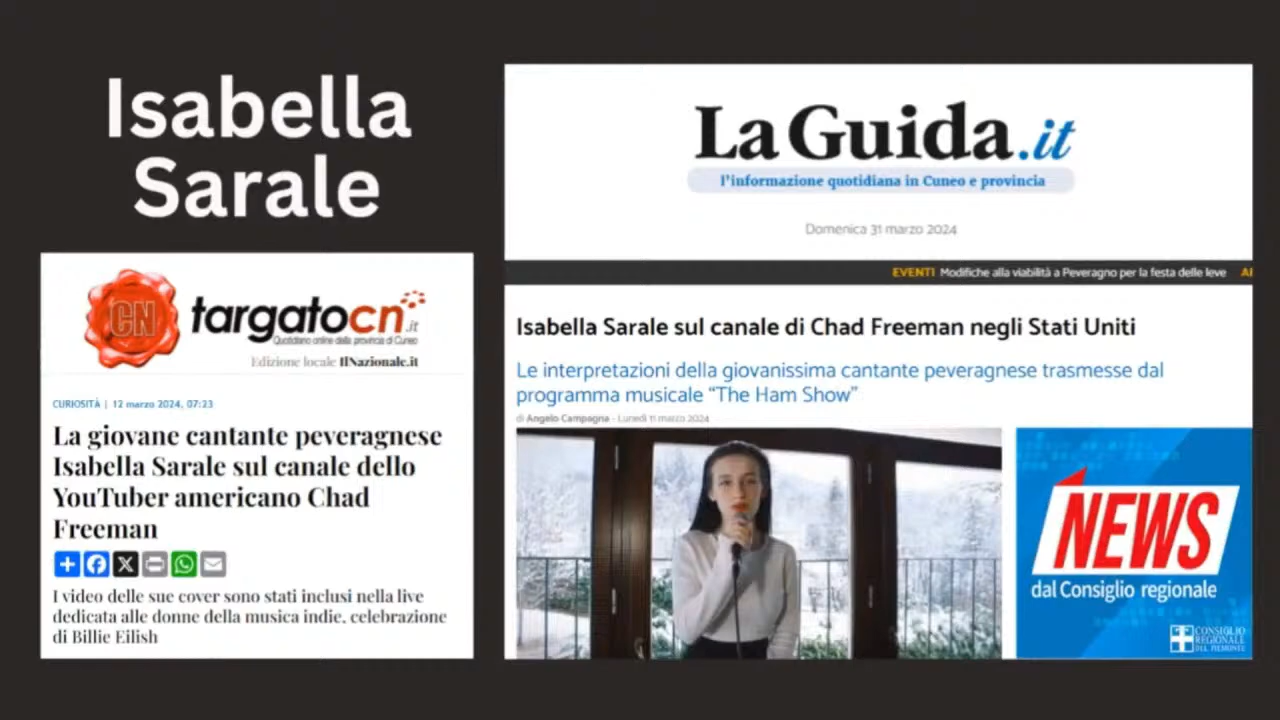 Isabella
Sarale
CN
targatocn.it
Quotidiano online della provincia di Cuneo
Edizione locale IlNazionale.it
CURIOSITÀ | 12 marzo 2024, 07:23
La giovane cantante peveragnese
Isabella Sarale sul canale dello
YouTuber americano Chad
Freeman
I video delle sue cover sono stati inclusi nella live
dedicata alle donne della musica indie, celebrazione
di Billie Eilish
La Guida.it
l'informazione quotidiana in Cuneo e provincia
Domenica 31 marzo 2024
EVENTI Modifiche alla viabilità a Peveragno per la festa delle leve
Isabella Sarale sul canale di Chad Freeman negli Stati Uniti
Le interpretazioni della giovanissima cantante peveragnese trasmesse dal
programma musicale “The Ham Show”
di Angelo Campagna - Lunedì 11 marzo 2024
NEWS
dal Consiglio regionale
CONSIGLIO
REGIONALE
DEL PIEMONTE